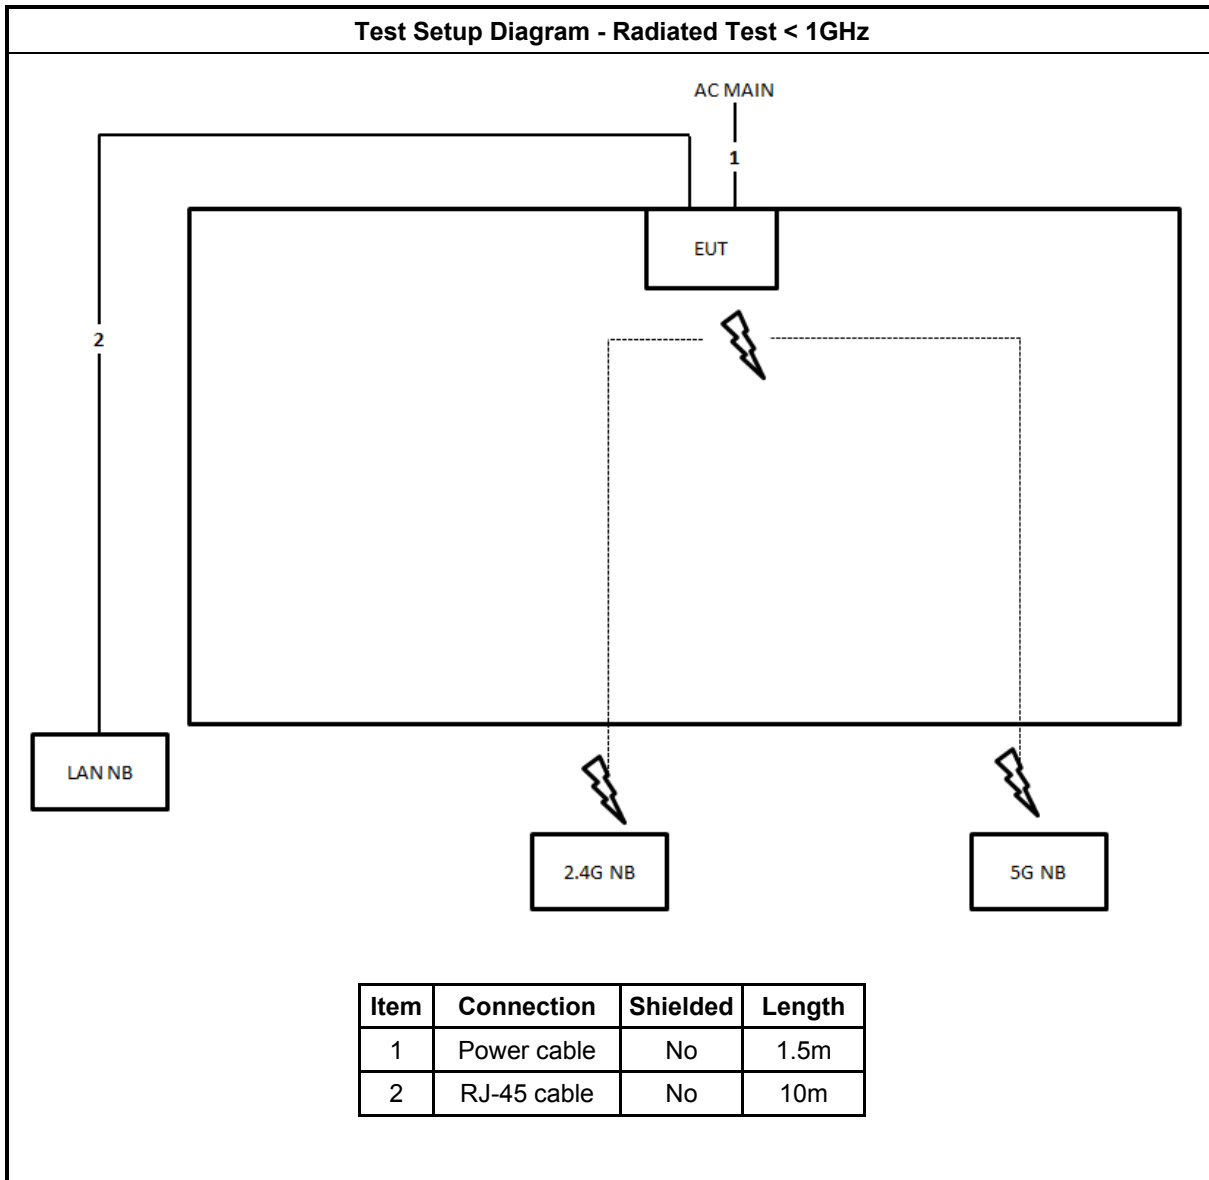 Test Setup Diagram - Radiated Test < 1GHz
AC MAIN
1
EUT
2
LAN NB
2.4G NB
5G NB
Item Connection Shielded Length
1 Power cable No 1.5m
2 RJ-45 cable No 10m